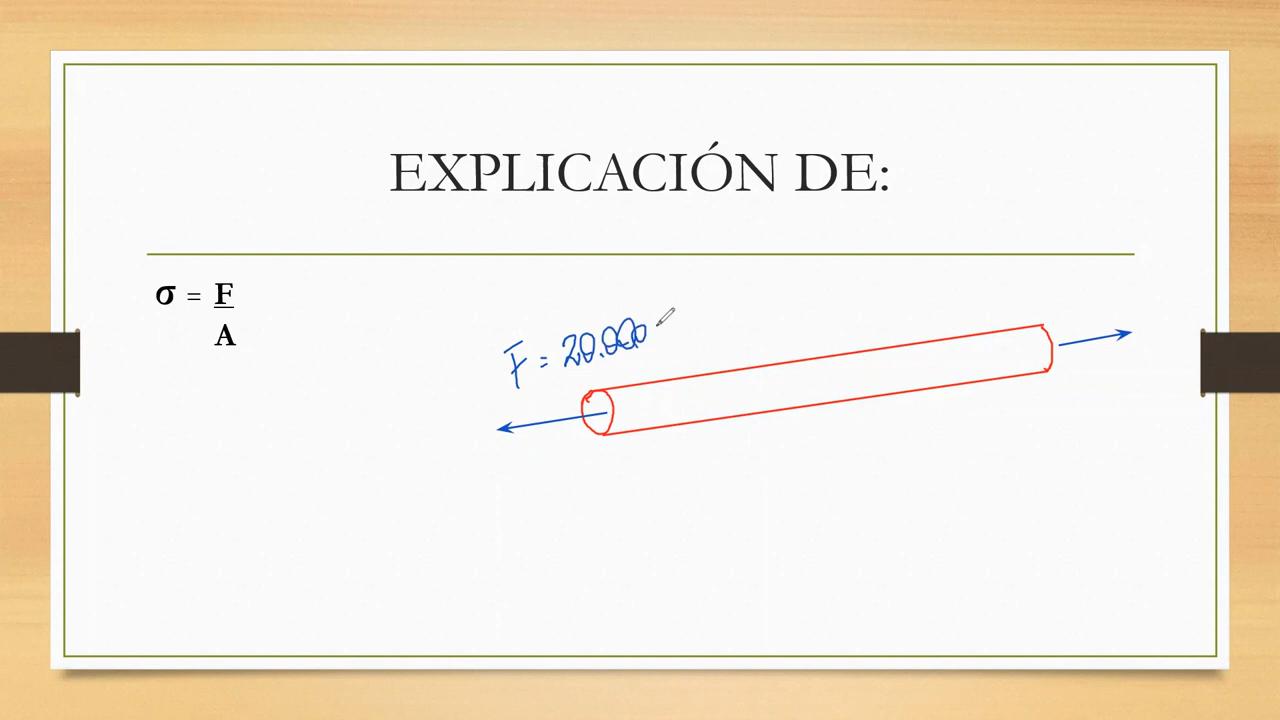 EXPLICACIÓN DE:
σ = F
A
F = 20.000